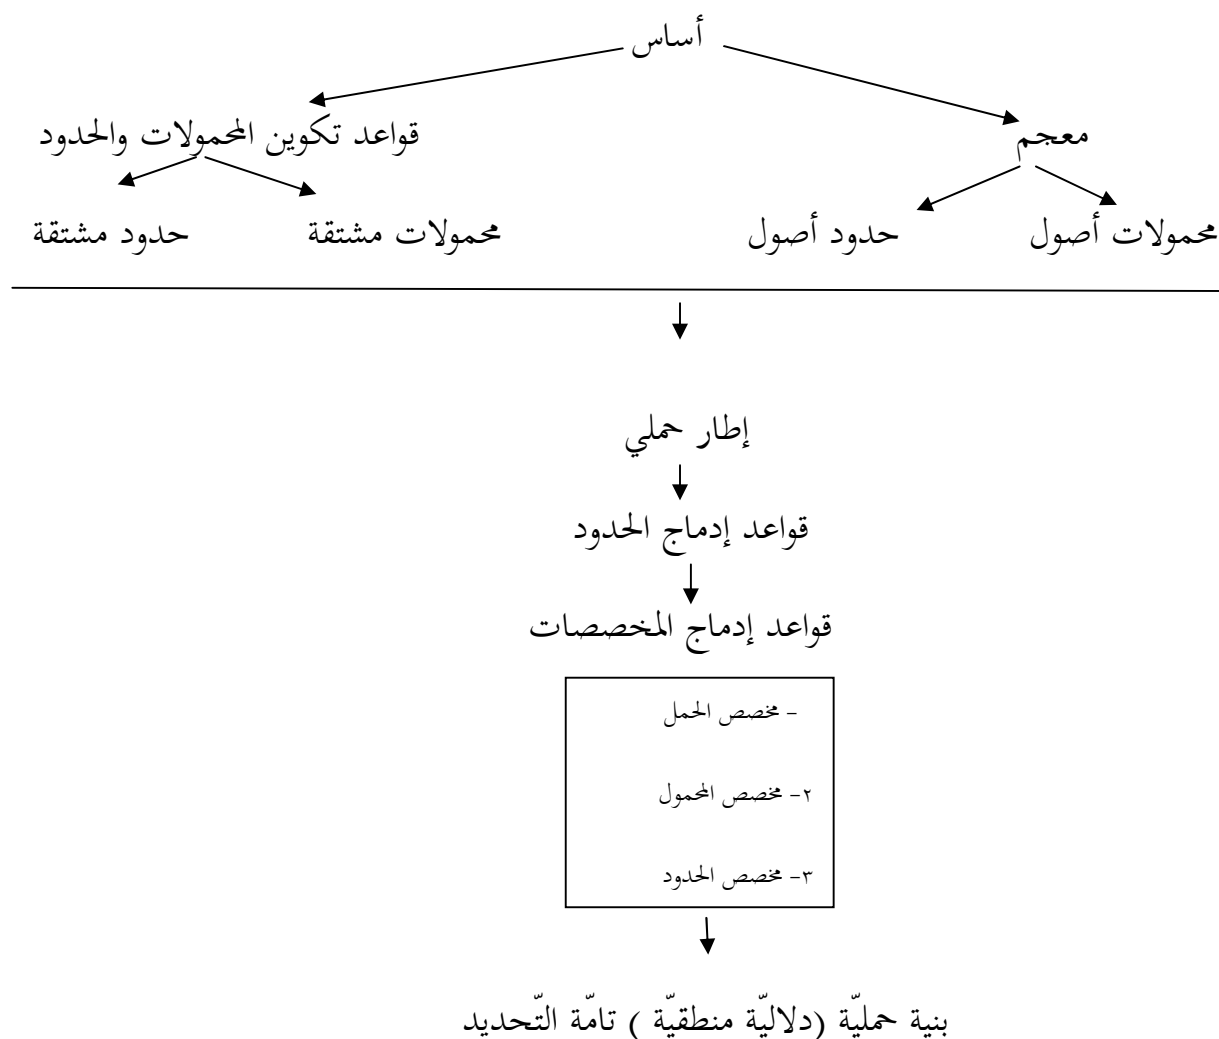 أساس
معجم
قواعد تكوين المحمولات والحدود
محمولات أصول
حدود أصول
محمولات مشتقة
حدود مشتقة
إطار حملي
قواعد إدماج الحدود
قواعد إدماج المخصصات
- مخصص الحمل
٢- مخصص المحمول
٣- مخصص الحدود
بنية حمليّة (دلاليّة منطقيّة ) تامّة التّحديد